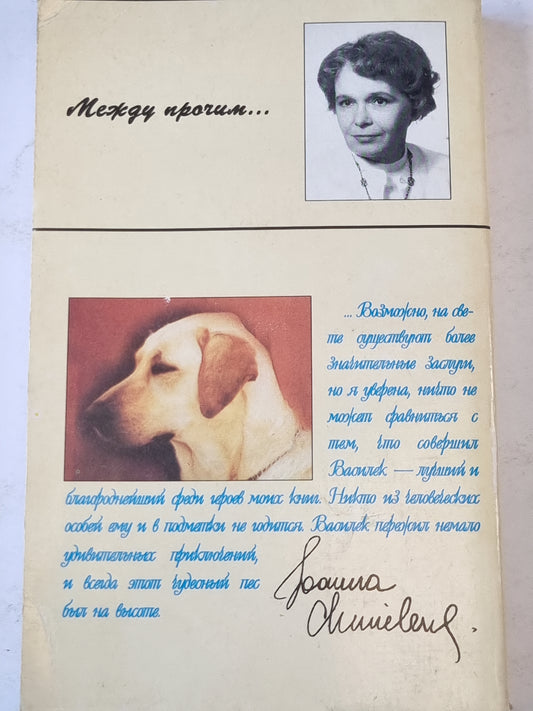 Между прочим...
... Возможно, на све-
те существуют более
значительные заслуги,
но я уверена, ничто не
может сравниться с
тем, что совершил
Василек — лучший и
благороднейший среди героев моих книг. Никто из человеческих
особей ему и в подметки не годится. Василек пережил немало
удивительных приключений,
и всегда этот чудесный пес
был на высоте.
Joanna
Chmielewska.